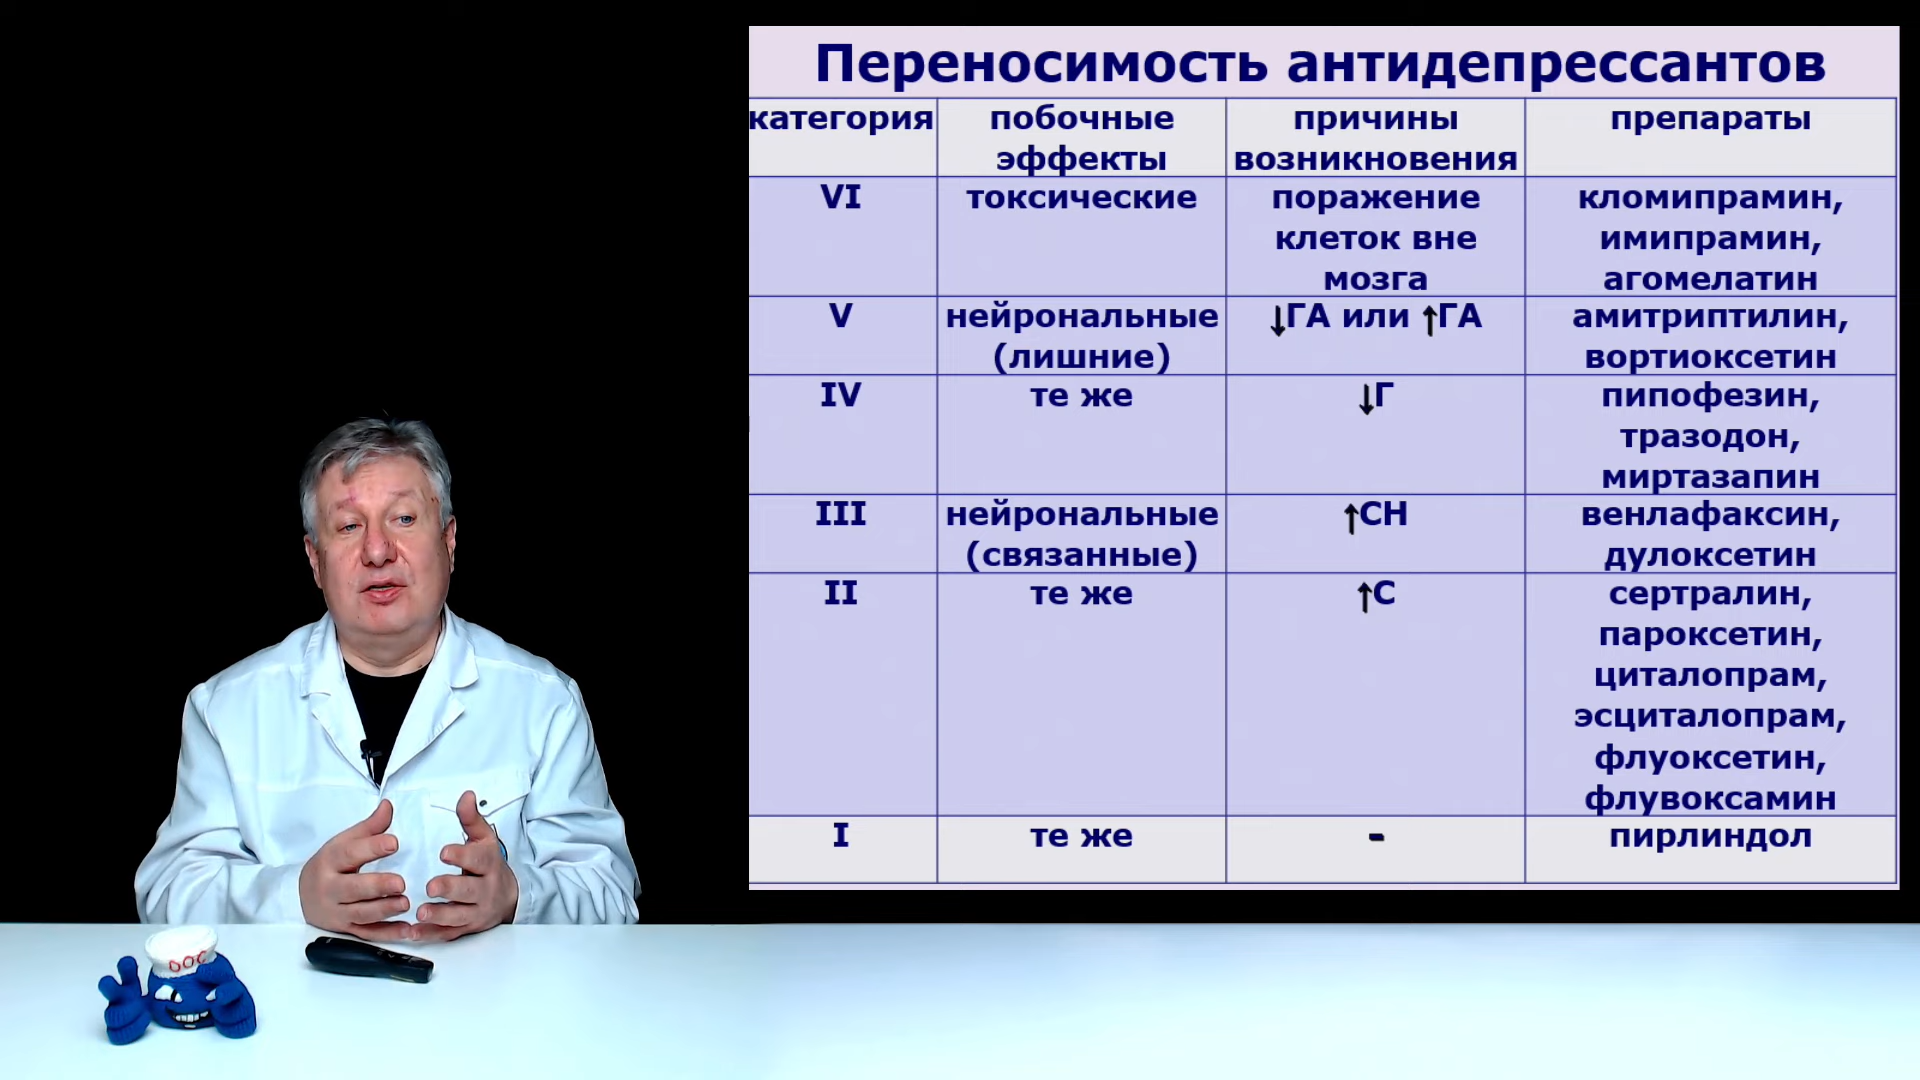 Переносимость антидепрессантов
категория
побочные
эффекты
причины
возникновения
препараты
VI
токсические
поражение
клеток вне
мозга
кломипрамин,
имипрамин,
агомелатин
V
нейрональные
(лишние)
↓ГА или ↑ГА
амитриптилин,
вортиоксетин
IV
те же
↓Г
пипофезин,
тразодон,
миртазапин
III
нейрональные
(связанные)
↑СН
венлафаксин,
дулоксетин
II
те же
↑С
сертралин,
пароксетин,
циталопрам,
эсциталопрам,
флуоксетин,
флувоксамин
I
те же
-
пирлиндол
DOC